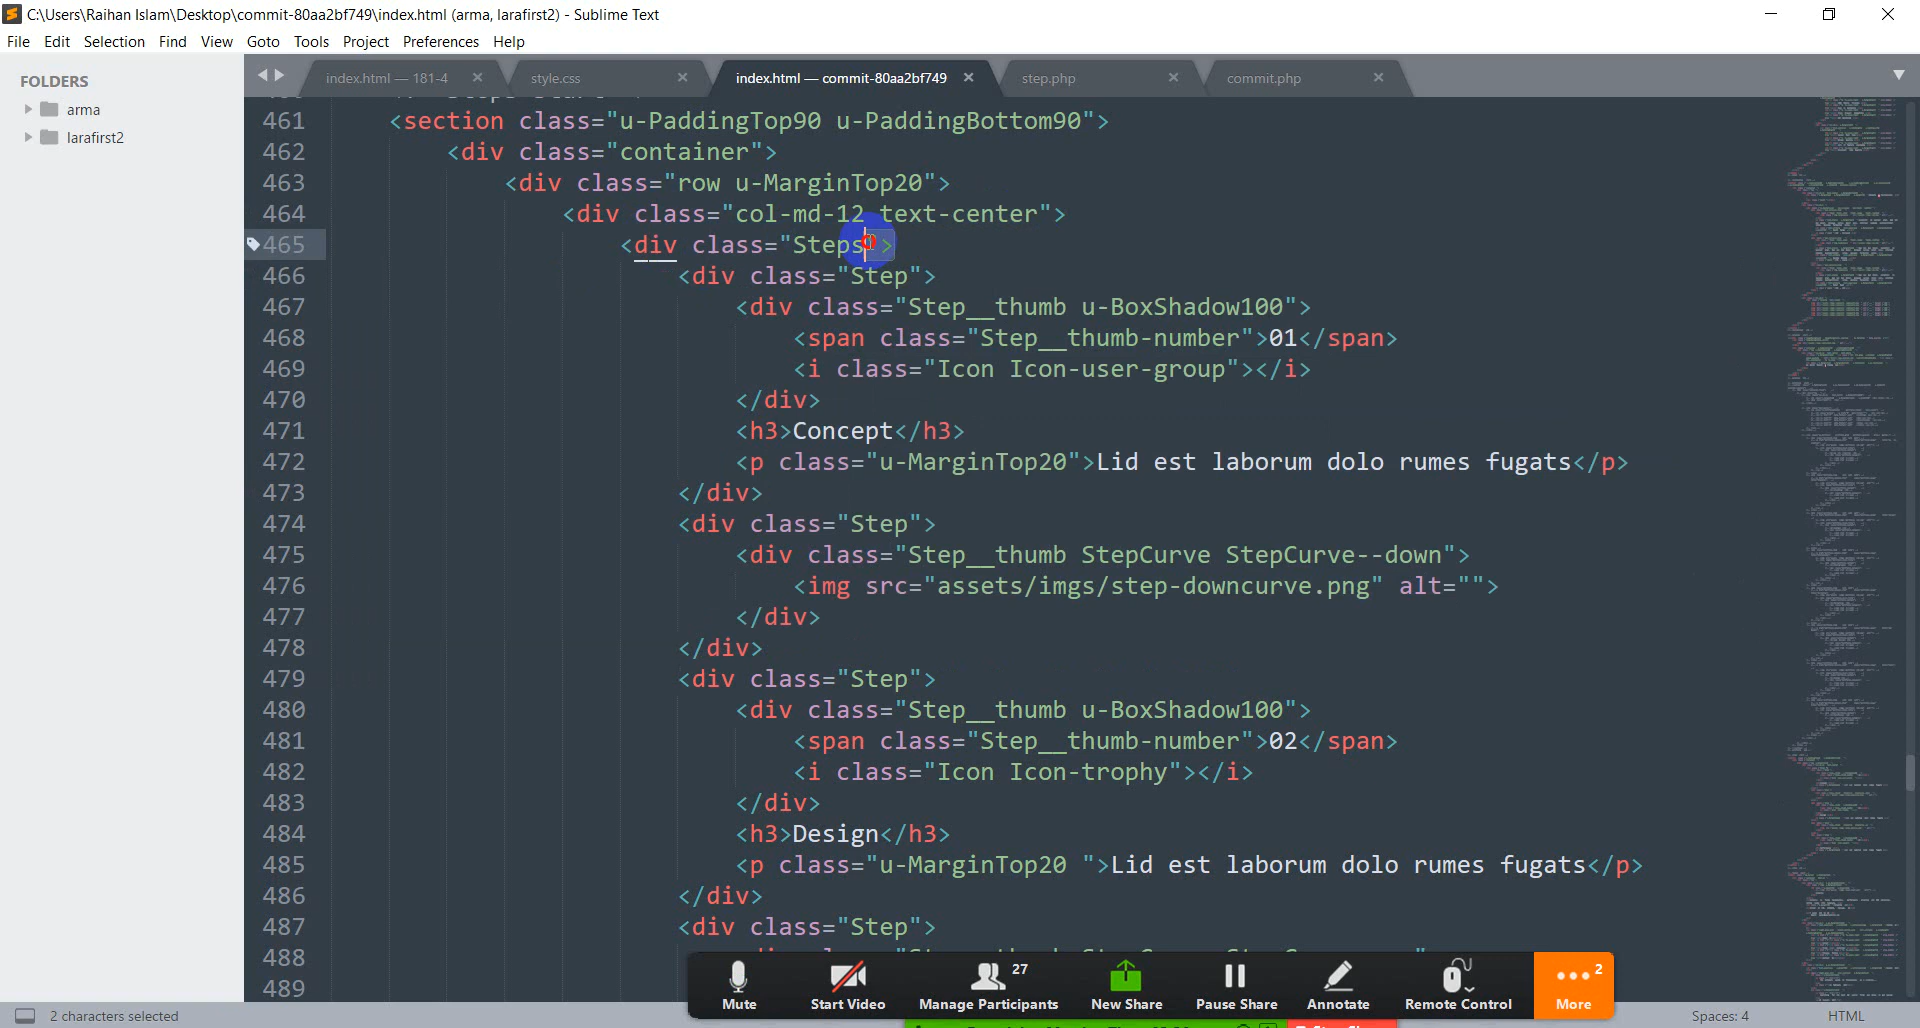 C:\Users\Raihan Islam\Desktop\commit-80aa2bf749\index.html (arma, larafirst2) - Sublime Text
File Edit Selection Find View Goto Tools Project Preferences Help
FOLDERS
arma
larafirst2
index.html — 181-4 style.css index.html — commit-80aa2bf749 step.php commit.php
461 <section class="u-PaddingTop90 u-PaddingBottom90">
462 <div class="container">
463 <div class="row u-MarginTop20">
464 <div class="col-md-12 text-center">
465 <div class="Steps">
466 <div class="Step">
467 <div class="Step__thumb u-BoxShadow100">
468 <span class="Step__thumb-number">01</span>
469 <i class="Icon Icon-user-group"></i>
470 </div>
471 <h3>Concept</h3>
472 <p class="u-MarginTop20">Lid est laborum dolo rumes fugats</p>
473 </div>
474 <div class="Step">
475 <div class="Step__thumb StepCurve StepCurve--down">
476 <img src="assets/imgs/step-downcurve.png" alt="">
477 </div>
478 </div>
479 <div class="Step">
480 <div class="Step__thumb u-BoxShadow100">
481 <span class="Step__thumb-number">02</span>
482 <i class="Icon Icon-trophy"></i>
483 </div>
484 <h3>Design</h3>
485 <p class="u-MarginTop20 ">Lid est laborum dolo rumes fugats</p>
486 </div>
487 <div class="Step">
488
489
Mute Start Video Manage Participants 27 New Share Pause Share Annotate Remote Control More 2
2 characters selected
Spaces: 4 HTML